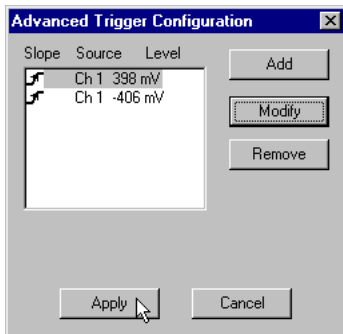 Advanced Trigger Configuration
Slope Source Level
Add
Ch 1 398 mV
Ch 1 -406 mV
Modify
Remove
Apply
Cancel